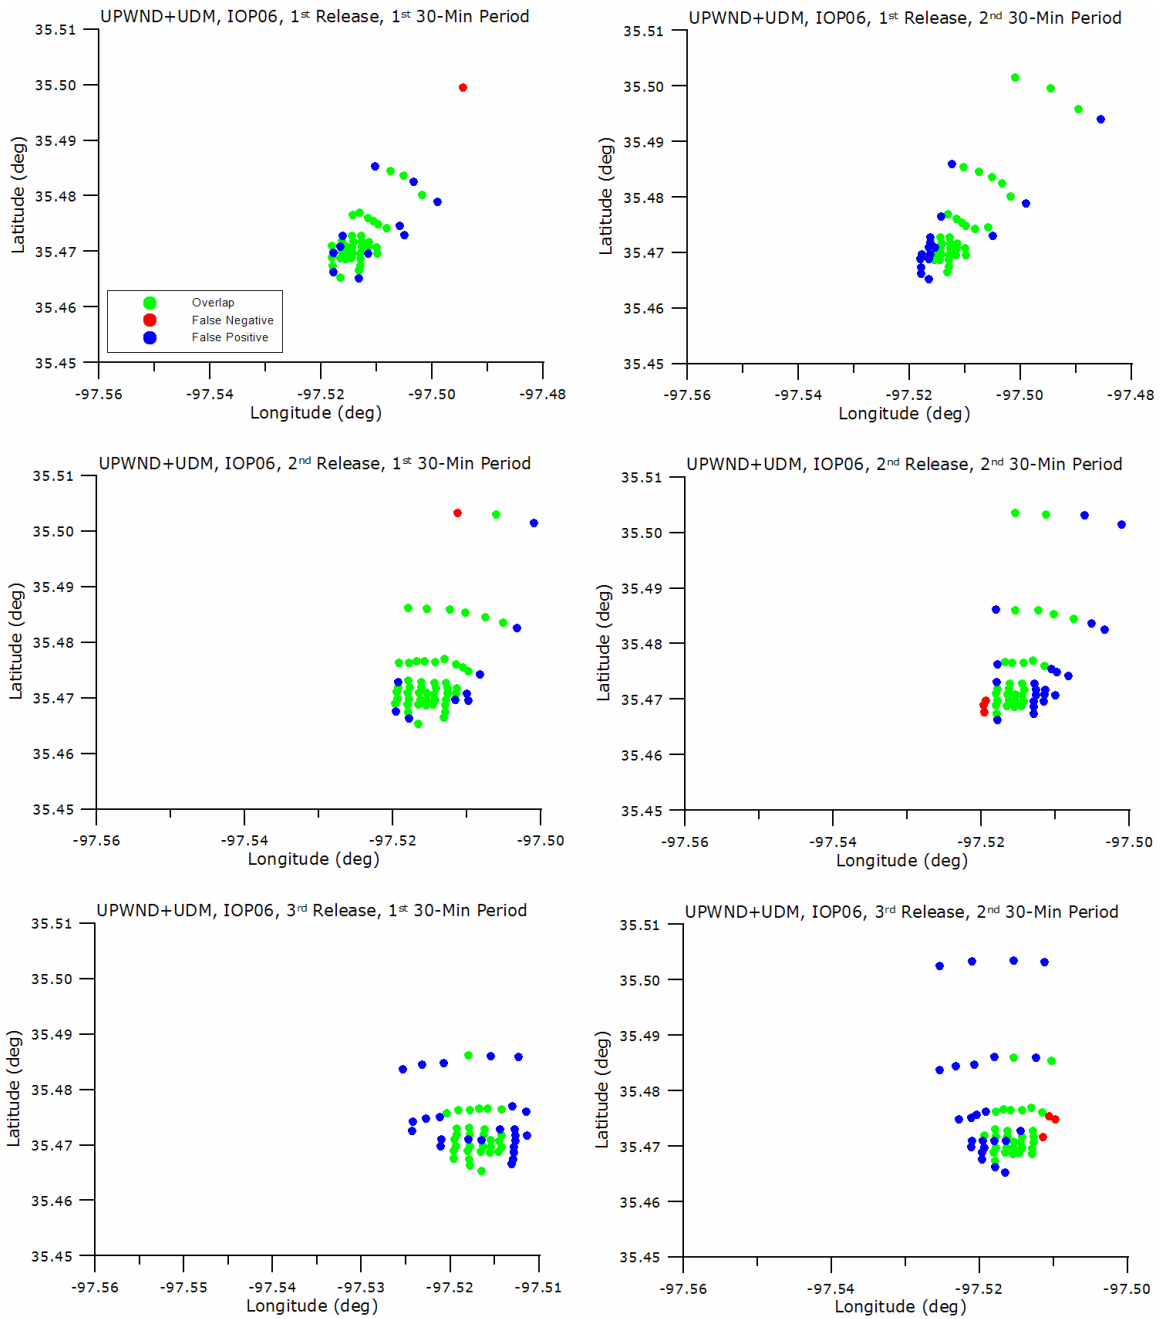 UPWND+UDM, IOP06, 1st Release, 1st 30-Min Period
35.51
35.50
35.49
35.48
35.47
35.46
35.45
Latitude (deg)
Overlap
False Negative
False Positive
-97.56 -97.54 -97.52 -97.50 -97.48
Longitude (deg)
UPWND+UDM, IOP06, 1st Release, 2nd 30-Min Period
35.51
35.50
35.49
35.48
35.47
35.46
35.45
Latitude (deg)
-97.56 -97.54 -97.52 -97.50 -97.48
Longitude (deg)
UPWND+UDM, IOP06, 2nd Release, 1st 30-Min Period
35.51
35.50
35.49
35.48
35.47
35.46
35.45
Latitude (deg)
-97.56 -97.54 -97.52 -97.50
Longitude (deg)
UPWND+UDM, IOP06, 2nd Release, 2nd 30-Min Period
35.51
35.50
35.49
35.48
35.47
35.46
35.45
Latitude (deg)
-97.56 -97.54 -97.52 -97.50
Longitude (deg)
UPWND+UDM, IOP06, 3rd Release, 1st 30-Min Period
35.51
35.50
35.49
35.48
35.47
35.46
35.45
Latitude (deg)
-97.56 -97.55 -97.54 -97.53 -97.52 -97.51
Longitude (deg)
UPWND+UDM, IOP06, 3rd Release, 2nd 30-Min Period
35.51
35.50
35.49
35.48
35.47
35.46
35.45
Latitude (deg)
-97.56 -97.54 -97.52 -97.50
Longitude (deg)